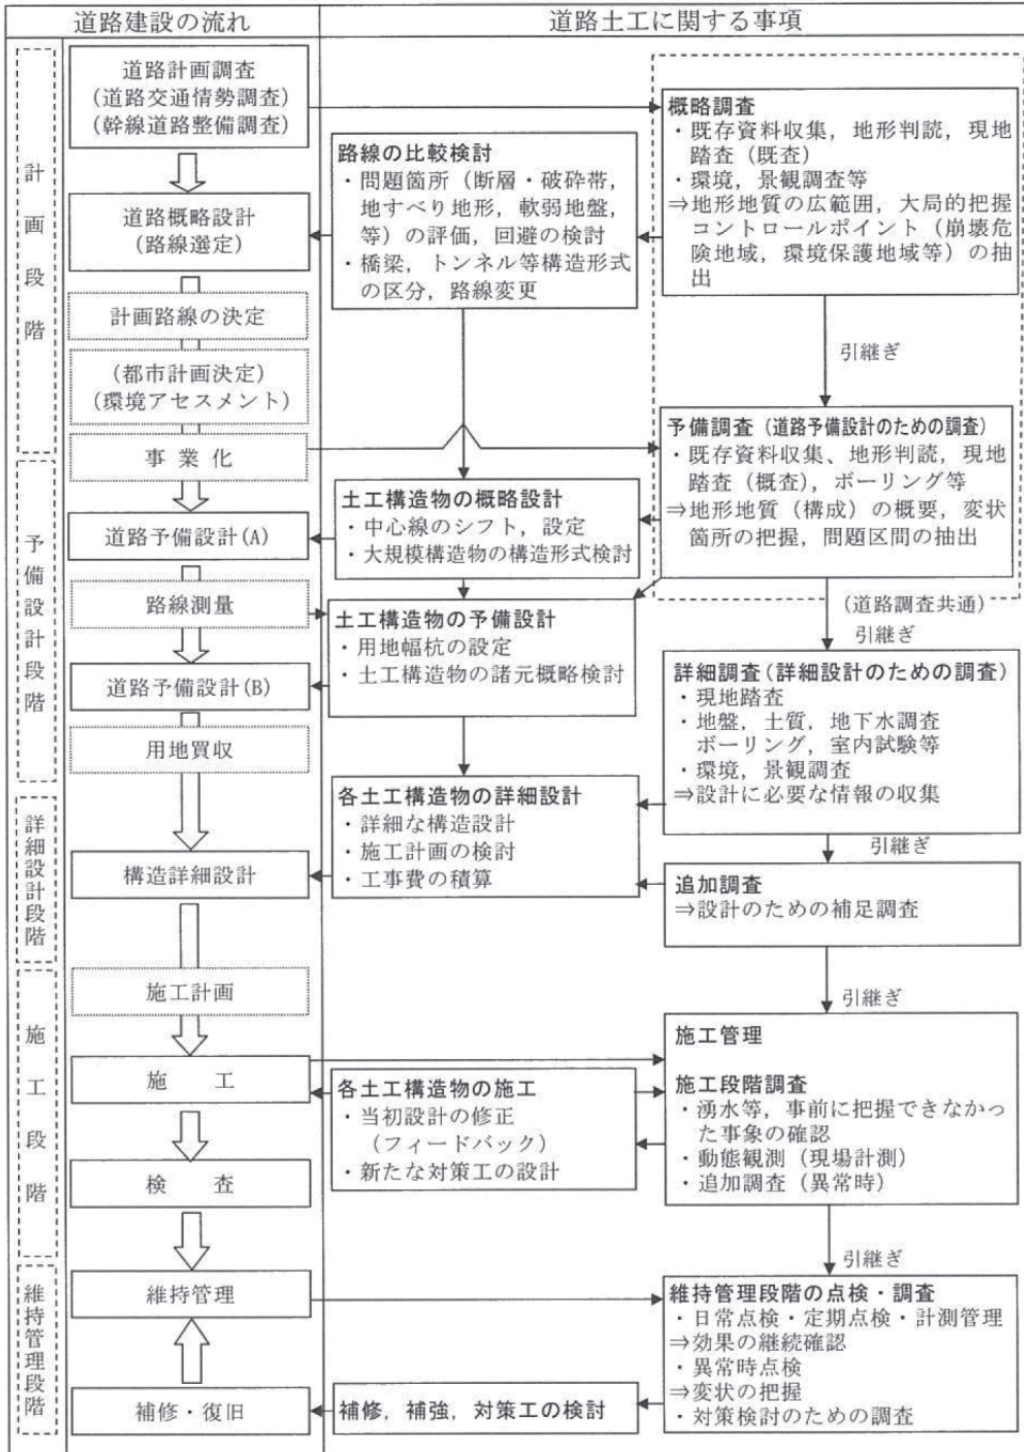 道路建設の流れ
道路土工に関する事項
計画段階
道路計画調査
(道路交通情勢調査)
(幹線道路整備調査)
道路概略設計
(路線選定)
計画路線の決定
(都市計画決定)
(環境アセスメント)
事業化
路線の比較検討
・問題箇所(断層・破砕帯,
地すべり地形,軟弱地盤,
等)の評価,回避の検討
・橋梁,トンネル等構造形式
の区分,路線変更
概略調査
・既存資料収集,地形判読,現地
踏査(既査)
・環境,景観調査等
⇒地形地質の広範囲,大局的把握
コントロールポイント(崩壊危
険地域,環境保護地域等)の抽
出
引継ぎ
予備設計段階
道路予備設計(A)
路線測量
道路予備設計(B)
用地買収
土工構造物の概略設計
・中心線のシフト,設定
・大規模構造物の構造形式検討
土工構造物の予備設計
・用地幅杭の設定
・土工構造物の諸元概略検討
予備調査(道路予備設計のための調査)
・既存資料収集、地形判読,現地
踏査(概査),ボーリング等
⇒地形地質(構成)の概要,変状
箇所の把握,問題区間の抽出
(道路調査共通)
引継ぎ
詳細設計段階
構造詳細設計
各土工構造物の詳細設計
・詳細な構造設計
・施工計画の検討
・工事費の積算
詳細調査(詳細設計のための調査)
・現地踏査
・地盤,土質,地下水調査
ボーリング,室内試験等
・環境,景観調査
⇒設計に必要な情報の収集
引継ぎ
追加調査
⇒設計のための補足調査
引継ぎ
施工段階
施工計画
施工
検査
各土工構造物の施工
・当初設計の修正
(フィードバック)
・新たな対策工の設計
施工管理
施工段階調査
・湧水等,事前に把握できなかっ
た事象の確認
・動態観測(現場計測)
・追加調査(異常時)
引継ぎ
維持管理段階
維持管理
補修・復旧
補修,補強,対策工の検討
維持管理段階の点検・調査
・日常点検・定期点検・計測管理
⇒効果の継続確認
・異常時点検
⇒変状の把握
・対策検討のための調査